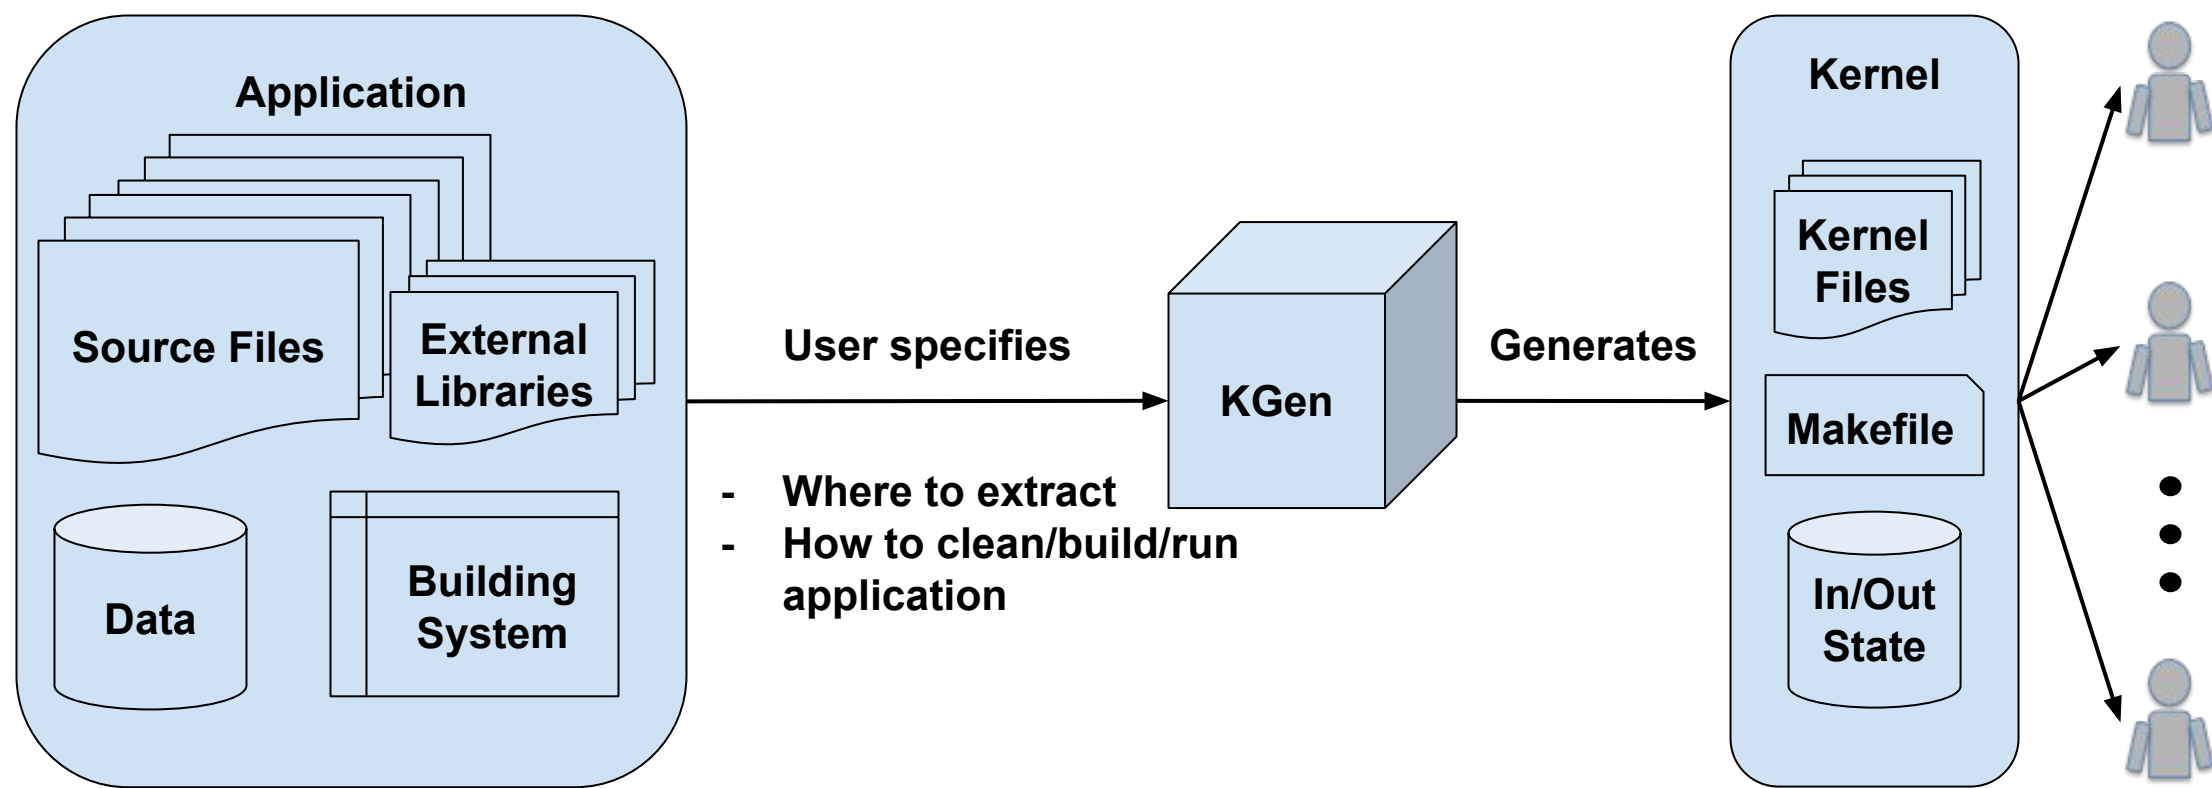 Application
Source Files
External
Libraries
Data
Building
System
User specifies
- Where to extract
- How to clean/build/run
application
KGen
Generates
Kernel
Kernel
Files
Makefile
In/Out
State